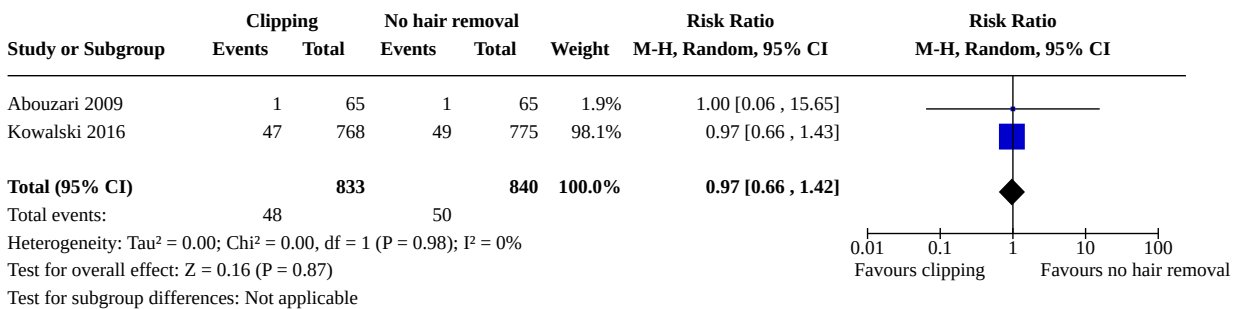 Clipping No hair removal Risk Ratio Risk Ratio
Study or Subgroup Events Total Events Total Weight M-H, Random, 95% CI M-H, Random, 95% CI
Abouzari 2009 1 65 1 65 1.9% 1.00 [0.06 , 15.65]
Kowalski 2016 47 768 49 775 98.1% 0.97 [0.66 , 1.43]
Total (95% CI) 833 840 100.0% 0.97 [0.66 , 1.42]
Total events: 48 50
Heterogeneity: Tau² = 0.00; Chi² = 0.00, df = 1 (P = 0.98); I² = 0%
Test for overall effect: Z = 0.16 (P = 0.87)
Test for subgroup differences: Not applicable
0.01 0.1 1 10 100
Favours clipping Favours no hair removal